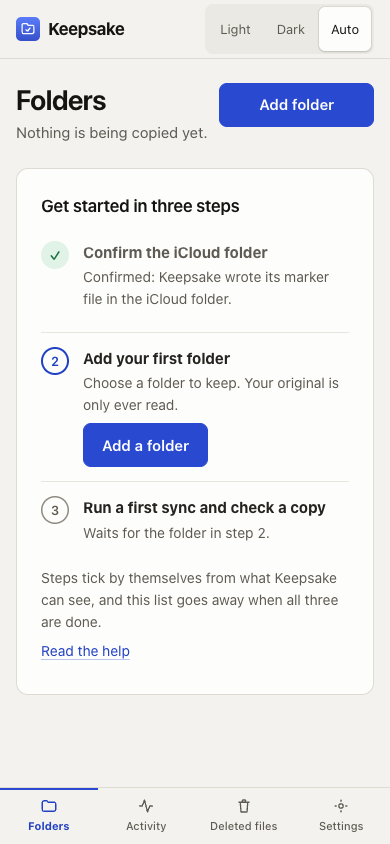 Keepsake
Light
Dark
Auto
Folders
Add folder
Nothing is being copied yet.
Get started in three steps
Confirm the iCloud folder
Confirmed: Keepsake wrote its marker
file in the iCloud folder.
2
Add your first folder
Choose a folder to keep. Your original is
only ever read.
Add a folder
3
Run a first sync and check a copy
Waits for the folder in step 2.
Steps tick by themselves from what Keepsake
can see, and this list goes away when all three
are done.
Read the help
Folders
Activity
Deleted files
Settings